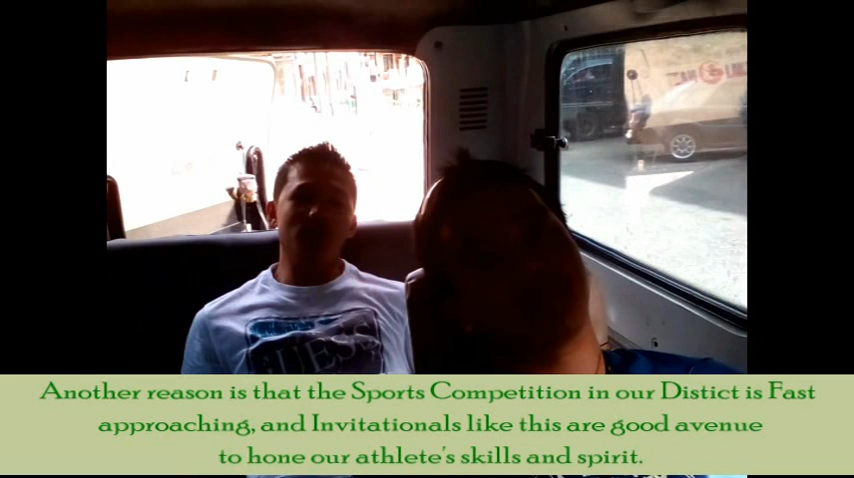 GUESS
Another reason is that the Sports Competition in our Distict is Fast
approaching, and Invitationals like this are good avenue
to hone our athlete's skills and spirit.